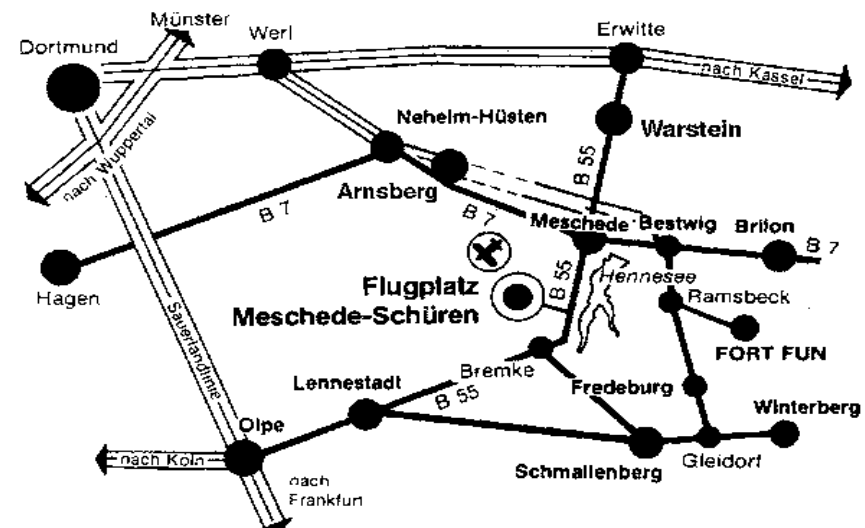 Münster
Dortmund
Werl
Erwitte
nach Kassel
Neheim-Hüsten
Warstein
nach Wuppertal
B 55
Arnsberg
B 7
B 7
Meschede
Bestwig
Brilon
B 7
Hagen
Flugplatz
Meschede-Schüren
B 55
Hennesee
Ramsbeck
FORT FUN
Sauerlandlinie
Bremke
Lennestadt
B 55
Fredeburg
Winterberg
Olpe
nach Köln
Schmallenberg
Gleidorf
nach
Frankfurt